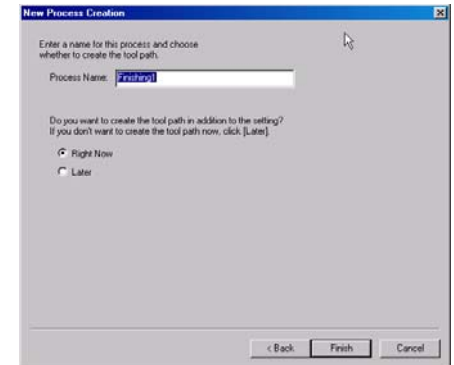 New Process Creation
Enter a name for this process and choose
whether to create the tool path.
Process Name: Finishing1
Do you want to create the tool path in addition to the setting?
If you don't want to create the tool path now, click [Later].
Right Now
Later
< Back
Finish
Cancel